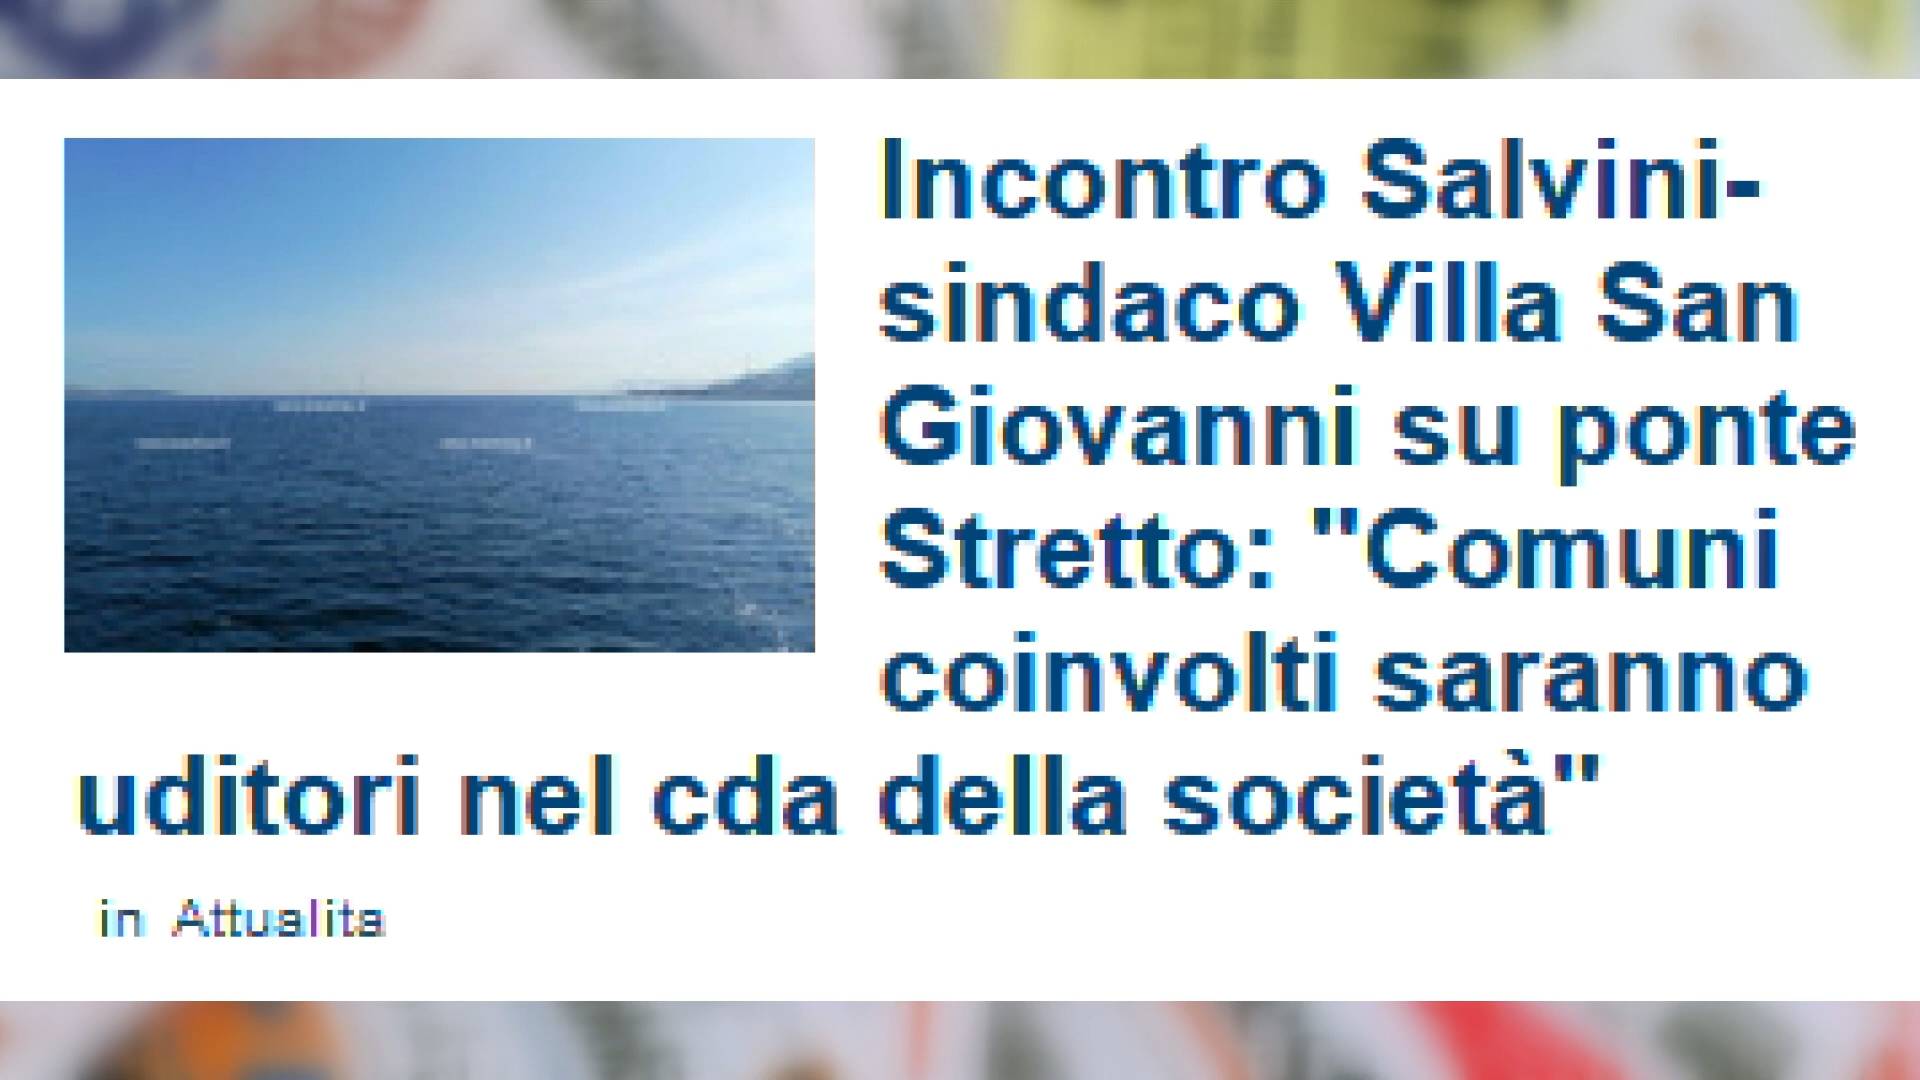 Incontro Salvini-
sindaco Villa San
Giovanni su ponte
Stretto: "Comuni
coinvolti saranno
uditori nel cda della società"
in Attualita